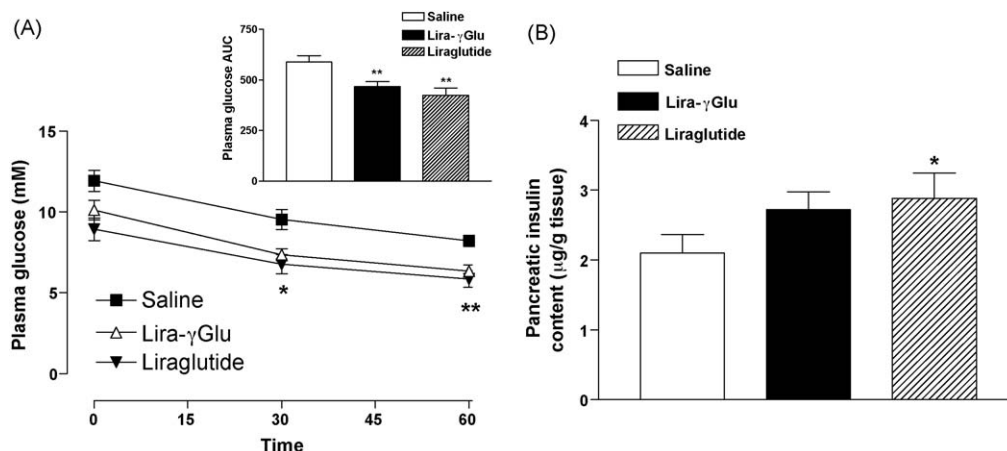 (A)
Plasma glucose AUC
750
500
250
0
Saline
Lira-γGlu
Liraglutide
**
**
Plasma glucose (mM)
15
10
5
0
Saline
Lira-γGlu
Liraglutide
*
**
0
15
30
45
60
Time
(B)
Saline
Lira-γGlu
Liraglutide
Pancreatic insulin
content (μg/g tissue)
4
3
2
1
0
*